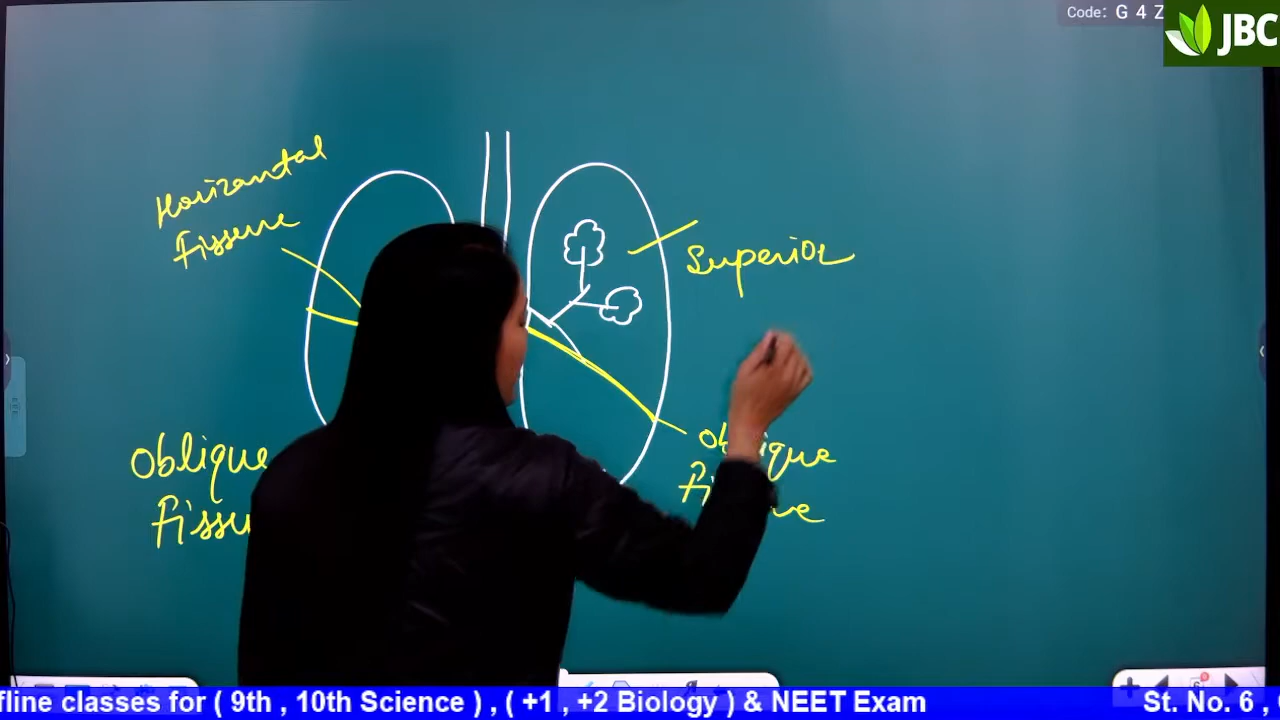 Code: G 4 Z
JBC
Horizantal
Fissure
Superior
Oblique
Oblique
fline classes for ( 9th , 10th Science ) , ( +1 , +2 Biology ) & NEET Exam
St. No. 6 ,